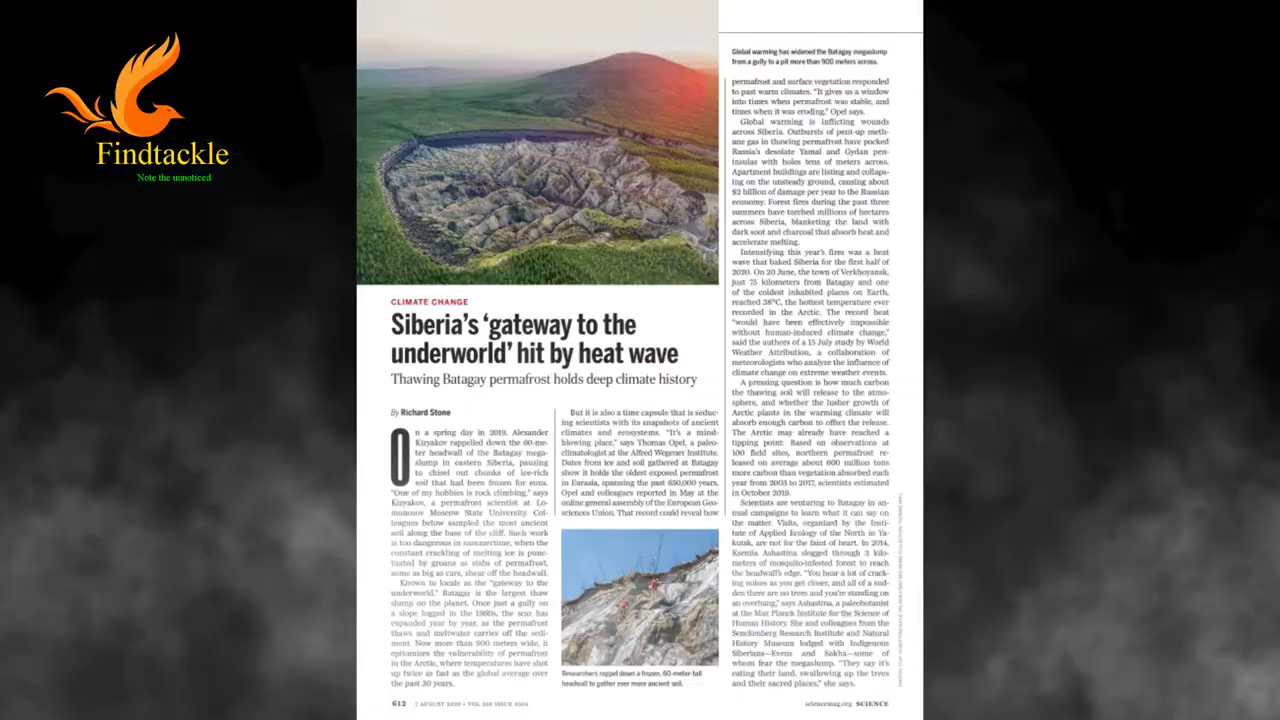 Findtackle
Note the unnoticed
CLIMATE CHANGE
Siberia's 'gateway to the
underworld' hit by heat wave
Thawing Batagay permafrost holds deep climate history
By Richard Stone
On a spring day in 2019, Alexander
Kizyakov rappelled down the 60-me-
ter headwall of the Batagay mega-
slump in eastern Siberia, pausing
to chisel out chunks of ice-rich
soil that had been frozen for eons.
"One of my hobbies is rock climbing," says
Kizyakov, a permafrost scientist at Lo-
monosov Moscow State University. Col-
leagues below sampled the most ancient
soil along the base of the cliff. Such work
is too dangerous in summertime, when the
constant crackling of melting ice is punc-
tuated by groans as slabs of permafrost,
some as big as cars, shear off the headwall.
Known to locals as the "gateway to the
underworld," Batagay is the largest thaw
slump on the planet. Once just a gully on
a slope logged in the 1960s, the scar has
expanded year by year, as the permafrost
thaws and meltwater carries off the sedi-
ment. Now more than 900 meters wide, it
epitomizes the vulnerability of permafrost
in the Arctic, where temperatures have shot
up twice as fast as the global average over
the past 30 years.
But it is also a time capsule that is seduc-
ing scientists with its snapshots of ancient
climates and ecosystems. "It's a mind-
blowing place," says Thomas Opel, a paleo-
climatologist at the Alfred Wegener Institute.
Dates from ice and soil gathered at Batagay
show it holds the oldest exposed permafrost
in Eurasia, spanning the past 650,000 years,
Opel and colleagues reported in May at the
online general assembly of the European Geo-
sciences Union. That record could reveal how
Researchers rappel down a frozen, 60-meter-tall
headwall to gather ever more ancient soil.
Global warming has widened the Batagay megaslump
from a gully to a pit more than 900 meters across.
permafrost and surface vegetation responded
to past warm climates. "It gives us a window
into times when permafrost was stable, and
times when it was eroding," Opel says.
Global warming is inflicting wounds
across Siberia. Outbursts of pent-up meth-
ane gas in thawing permafrost have pocked
Russia's desolate Yamal and Gydan pen-
insulas with holes tens of meters across.
Apartment buildings are listing and collaps-
ing on the unsteady ground, causing about
$2 billion of damage per year to the Russian
economy. Forest fires during the past three
summers have torched millions of hectares
across Siberia, blanketing the land with
dark soot and charcoal that absorb heat and
accelerate melting.
Intensifying this year's fires was a heat
wave that baked Siberia for the first half of
2020. On 20 June, the town of Verkhoyansk,
just 75 kilometers from Batagay and one
of the coldest inhabited places on Earth,
reached 38°C, the hottest temperature ever
recorded in the Arctic. The record heat
"would have been effectively impossible
without human-induced climate change,"
said the authors of a 15 July study by World
Weather Attribution, a collaboration of
meteorologists who analyze the influence of
climate change on extreme weather events.
A pressing question is how much carbon
the thawing soil will release to the atmo-
sphere, and whether the lusher growth of
Arctic plants in the warming climate will
absorb enough carbon to offset the release.
The Arctic may already have reached a
tipping point: Based on observations at
100 field sites, northern permafrost re-
leased on average about 600 million tons
more carbon than vegetation absorbed each
year from 2003 to 2017, scientists estimated
in October 2019.
Scientists are venturing to Batagay in an-
nual campaigns to learn what it can say on
the matter. Visits, organized by the Insti-
tute of Applied Ecology of the North in Ya-
kutsk, are not for the faint of heart. In 2014,
Kseniia Ashastina slogged through 3 kilo-
meters of mosquito-infested forest to reach
the headwall's edge. "You hear a lot of crack-
ing noises as you get closer, and all of a sud-
den there are no trees and you're standing on
an overhang," says Ashastina, a paleobotanist
at the Max Planck Institute for the Science of
Human History. She and colleagues from the
Senckenberg Research Institute and Natural
History Museum lodged with Indigenous
Siberians—Evens and Sakha—some of
whom fear the megaslump. "They say it's
eating their land, swallowing up the trees
and their sacred places," she says.
612 7 AUGUST 2020 • VOL 369 ISSUE 6504
sciencemag.org SCIENCE